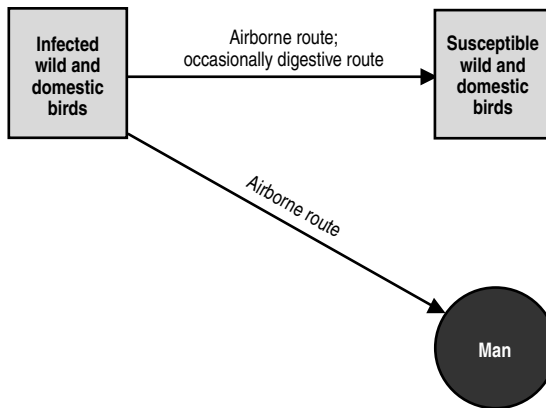 Infected
wild and
domestic
birds
Airborne route;
occasionally digestive route
Susceptible
wild and
domestic
birds
Airborne route
Man